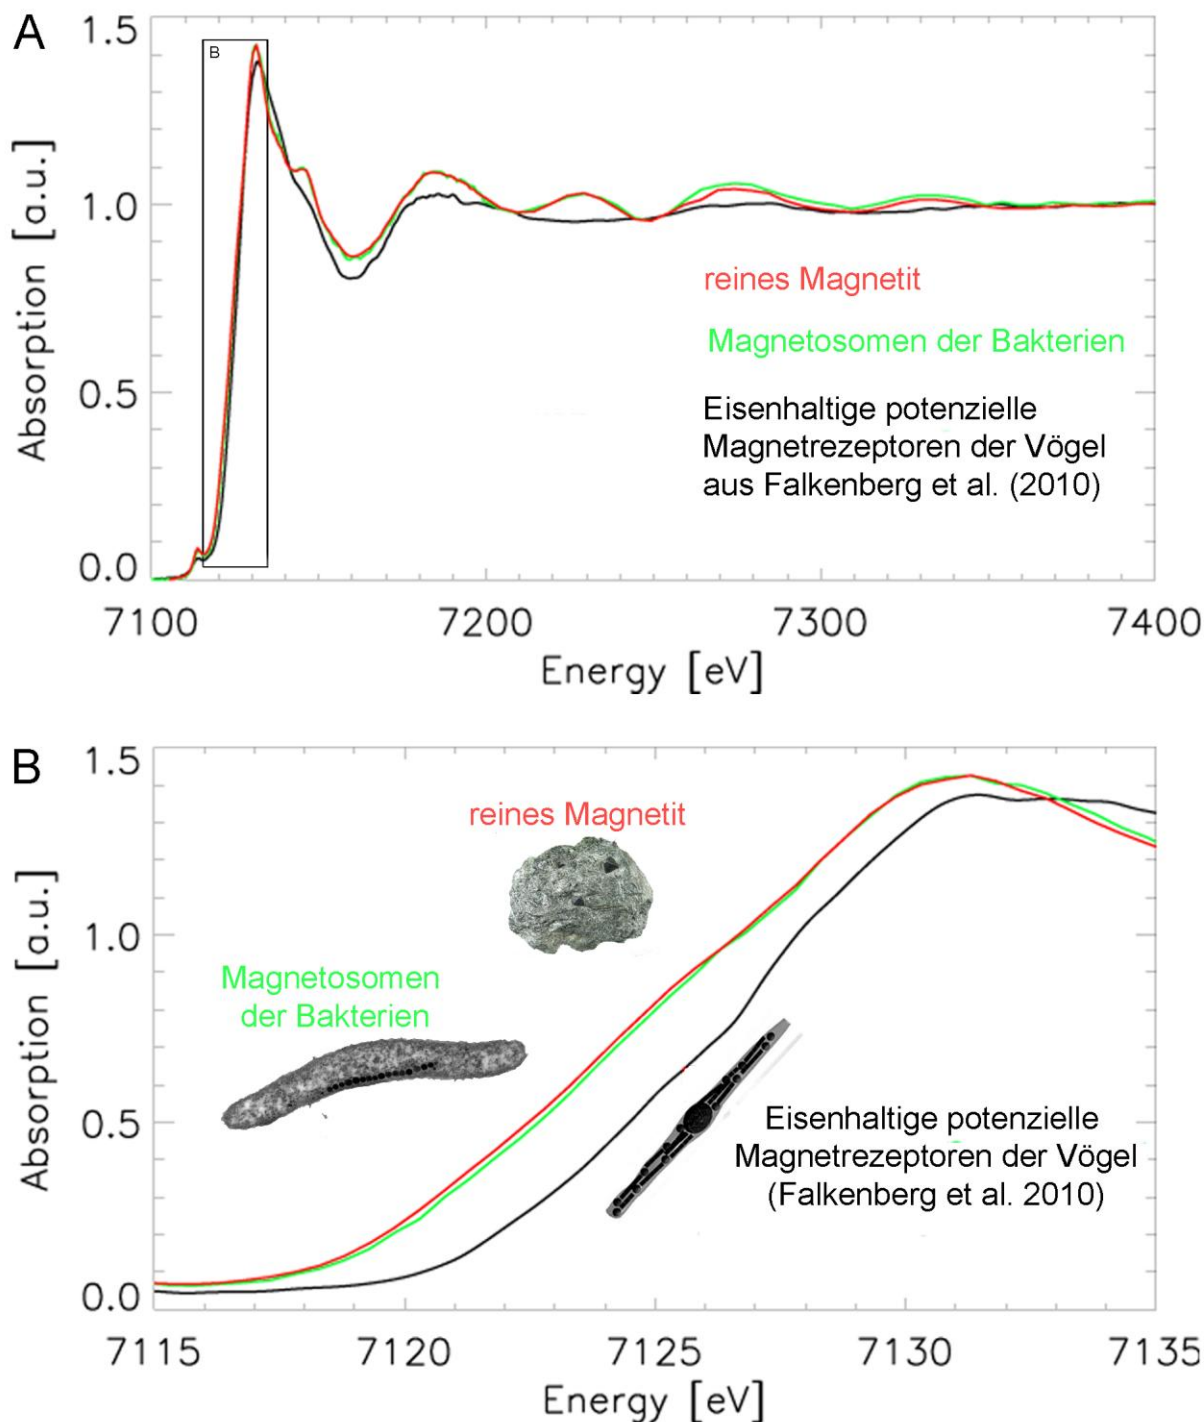 A
1.5
B
1.0
0.5
0.0
Absorption [a.u.]
reines Magnetit
Magnetosomen der Bakterien
Eisenhaltige potenzielle
Magnetrezeptoren der Vögel
aus Falkenberg et al. (2010)
7100
7200
7300
7400
Energy [eV]
B
1.5
1.0
0.5
0.0
Absorption [a.u.]
reines Magnetit
Magnetosomen
der Bakterien
Eisenhaltige potenzielle
Magnetrezeptoren der Vögel
(Falkenberg et al. 2010)
7115
7120
7125
7130
7135
Energy [eV]